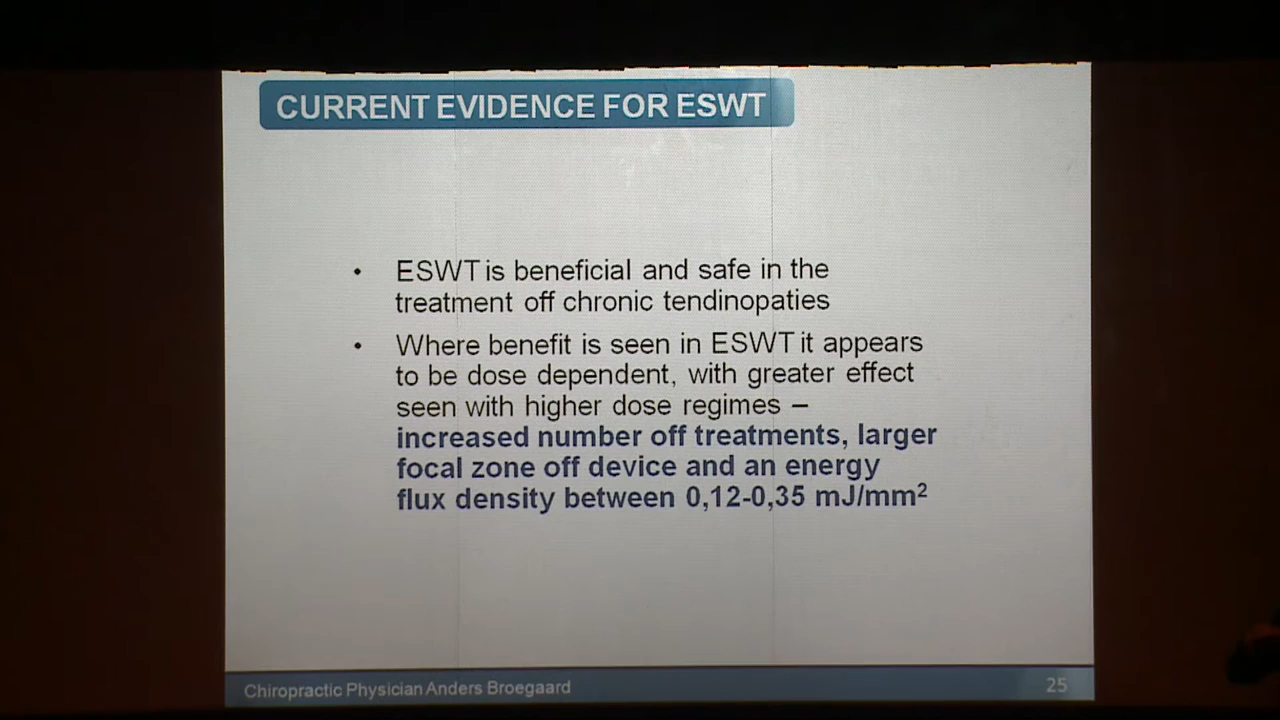 CURRENT EVIDENCE FOR ESWT
• ESWT is beneficial and safe in the
treatment off chronic tendinopaties
• Where benefit is seen in ESWT it appears
to be dose dependent, with greater effect
seen with higher dose regimes –
increased number off treatments, larger
focal zone off device and an energy
flux density between 0,12-0,35 mJ/mm²
Chiropractic Physician Anders Broegaard
25